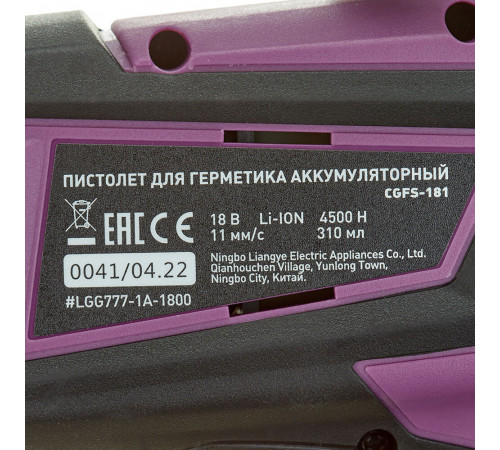 ПИСТОЛЕТ ДЛЯ ГЕРМЕТИКА АККУМУЛЯТОРНЫЙ
CGFS-181
EAC CE
18 В Li-ION 4500 Н
11 мм/с 310 мл
0041/04.22
Ningbo Liangye Electric Appliances Co., Ltd.
Qianhouchen Village, Yunlong Town,
Ningbo City, Китай.
#LGG777-1A-1800